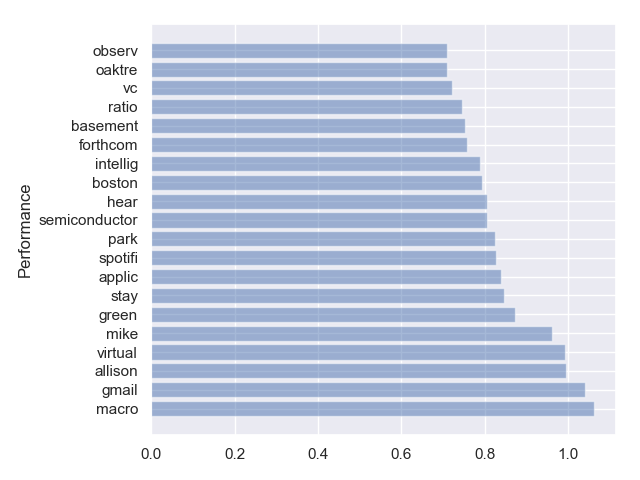 observ
oaktre
vc
ratio
basement
forthcom
intellig
boston
hear
semiconductor
park
spotifi
applic
stay
green
mike
virtual
allison
gmail
macro
Performance
0.0 0.2 0.4 0.6 0.8 1.0